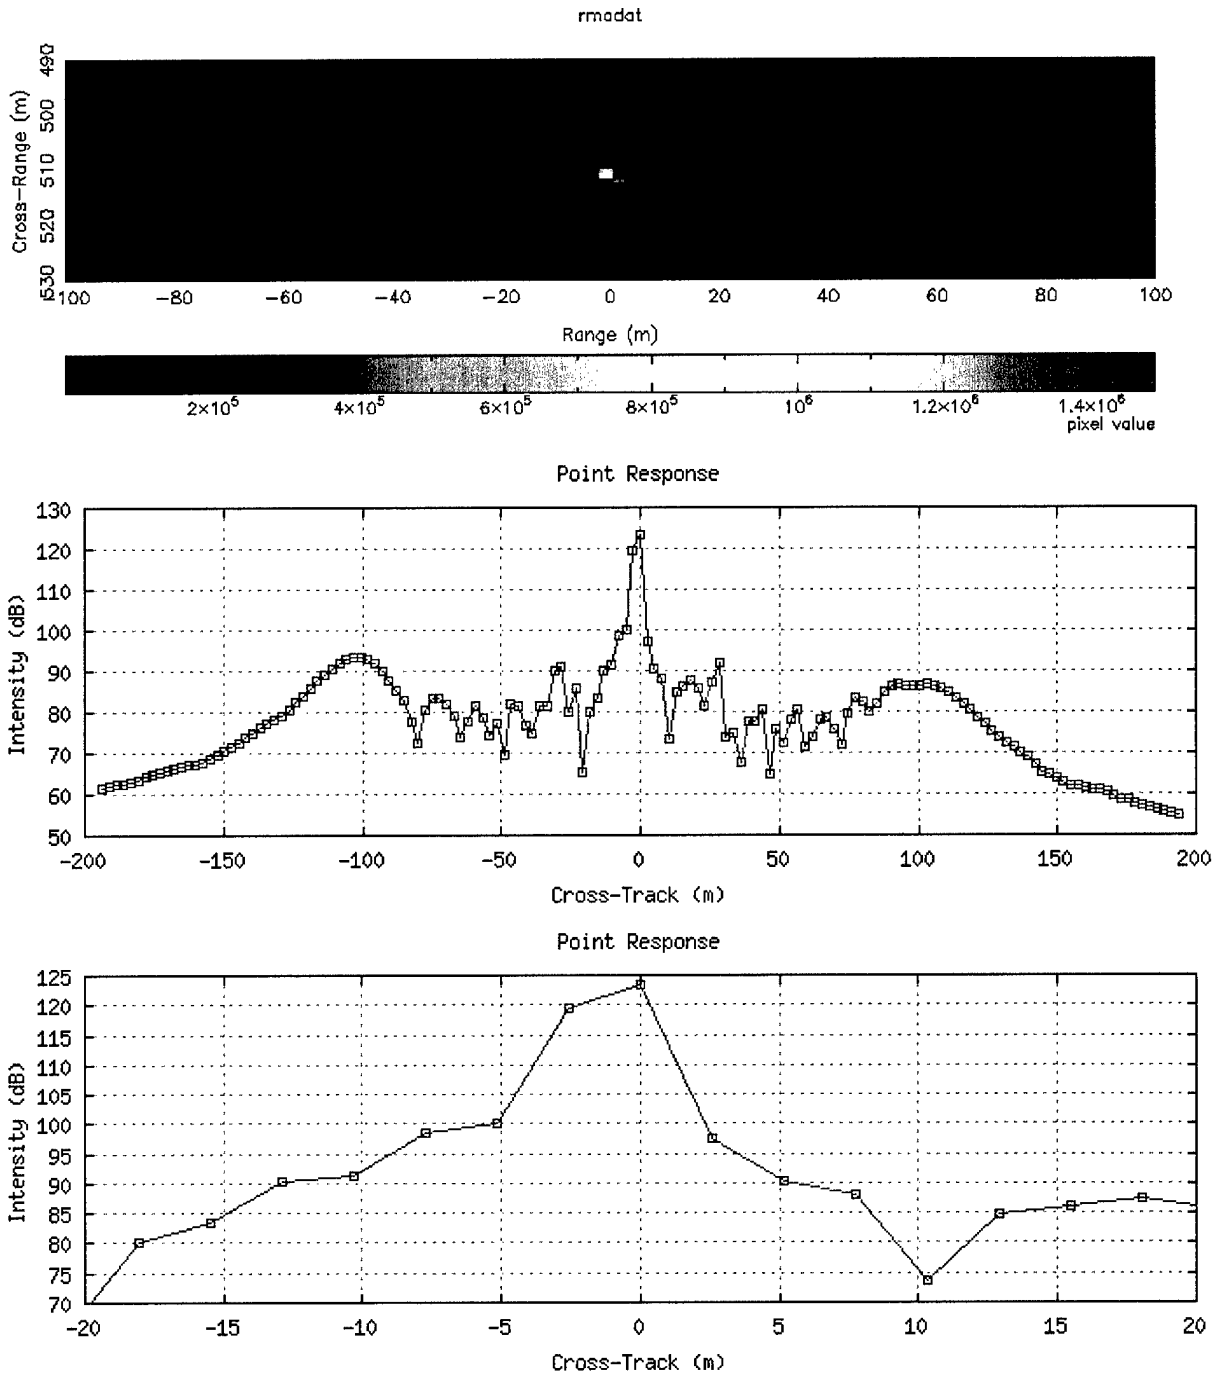 rmadat
Cross-Range (m)
490
500
510
520
530
-100 -80 -60 -40 -20 0 20 40 60 80 100
Range (m)
2×10⁵ 4×10⁵ 6×10⁵ 8×10⁵ 10⁶ 1.2×10⁶ 1.4×10⁶
pixel value
Point Response
Intensity (dB)
130
120
110
100
90
80
70
60
50
-200 -150 -100 -50 0 50 100 150 200
Cross-Track (m)
Point Response
Intensity (dB)
125
120
115
110
105
100
95
90
85
80
75
70
-20 -15 -10 -5 0 5 10 15 20
Cross-Track (m)